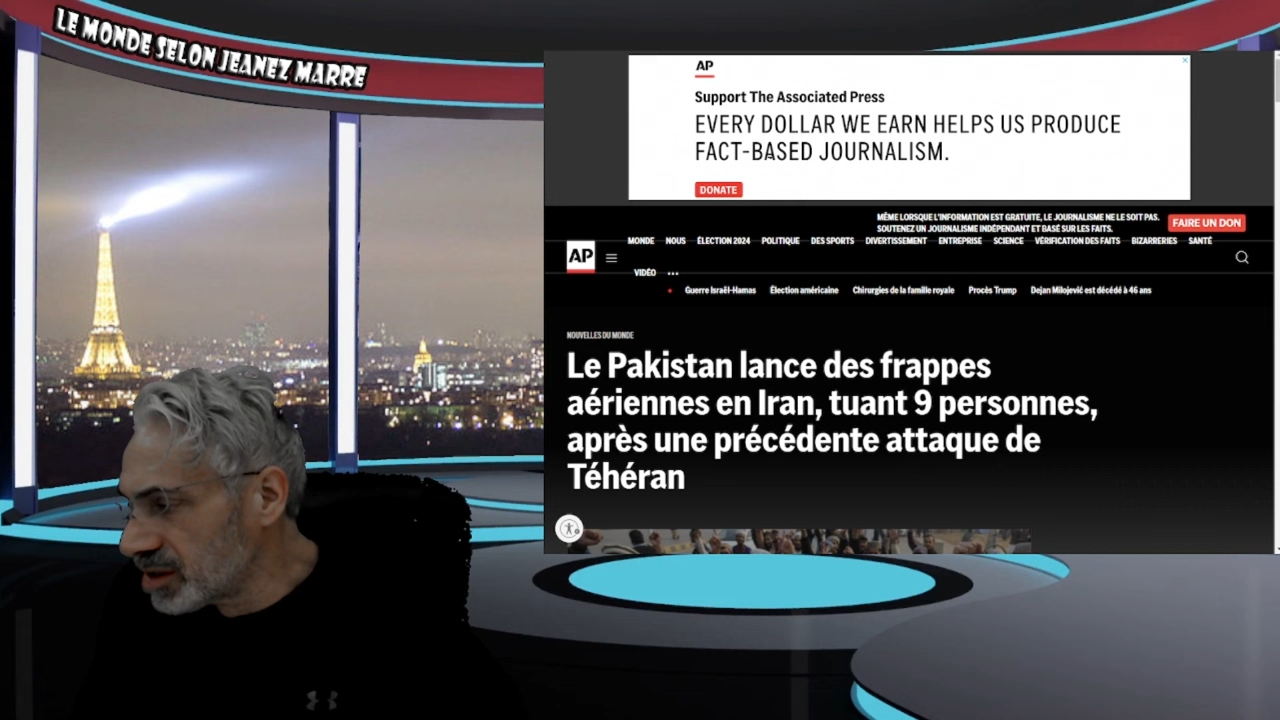 LE MONDE SELON JEANEZ MARRE
AP
Support The Associated Press
EVERY DOLLAR WE EARN HELPS US PRODUCE
FACT-BASED JOURNALISM.
DONATE
MÊME LORSQUE L'INFORMATION EST GRATUITE, LE JOURNALISME NE LE SOIT PAS.
SOUTENEZ UN JOURNALISME INDÉPENDANT ET BASÉ SUR LES FAITS.
FAIRE UN DON
AP
MONDE NOUS ÉLECTION 2024 POLITIQUE DES SPORTS DIVERTISSEMENT ENTREPRISE SCIENCE VÉRIFICATION DES FAITS BIZARRERIES SANTÉ
VIDÉO ...
Guerre Israël-Hamas Élection américaine Chirurgies de la famille royale Procès Trump Dejan Milojević est décédé à 46 ans
NOUVELLES DU MONDE
Le Pakistan lance des frappes
aériennes en Iran, tuant 9 personnes,
après une précédente attaque de
Téhéran